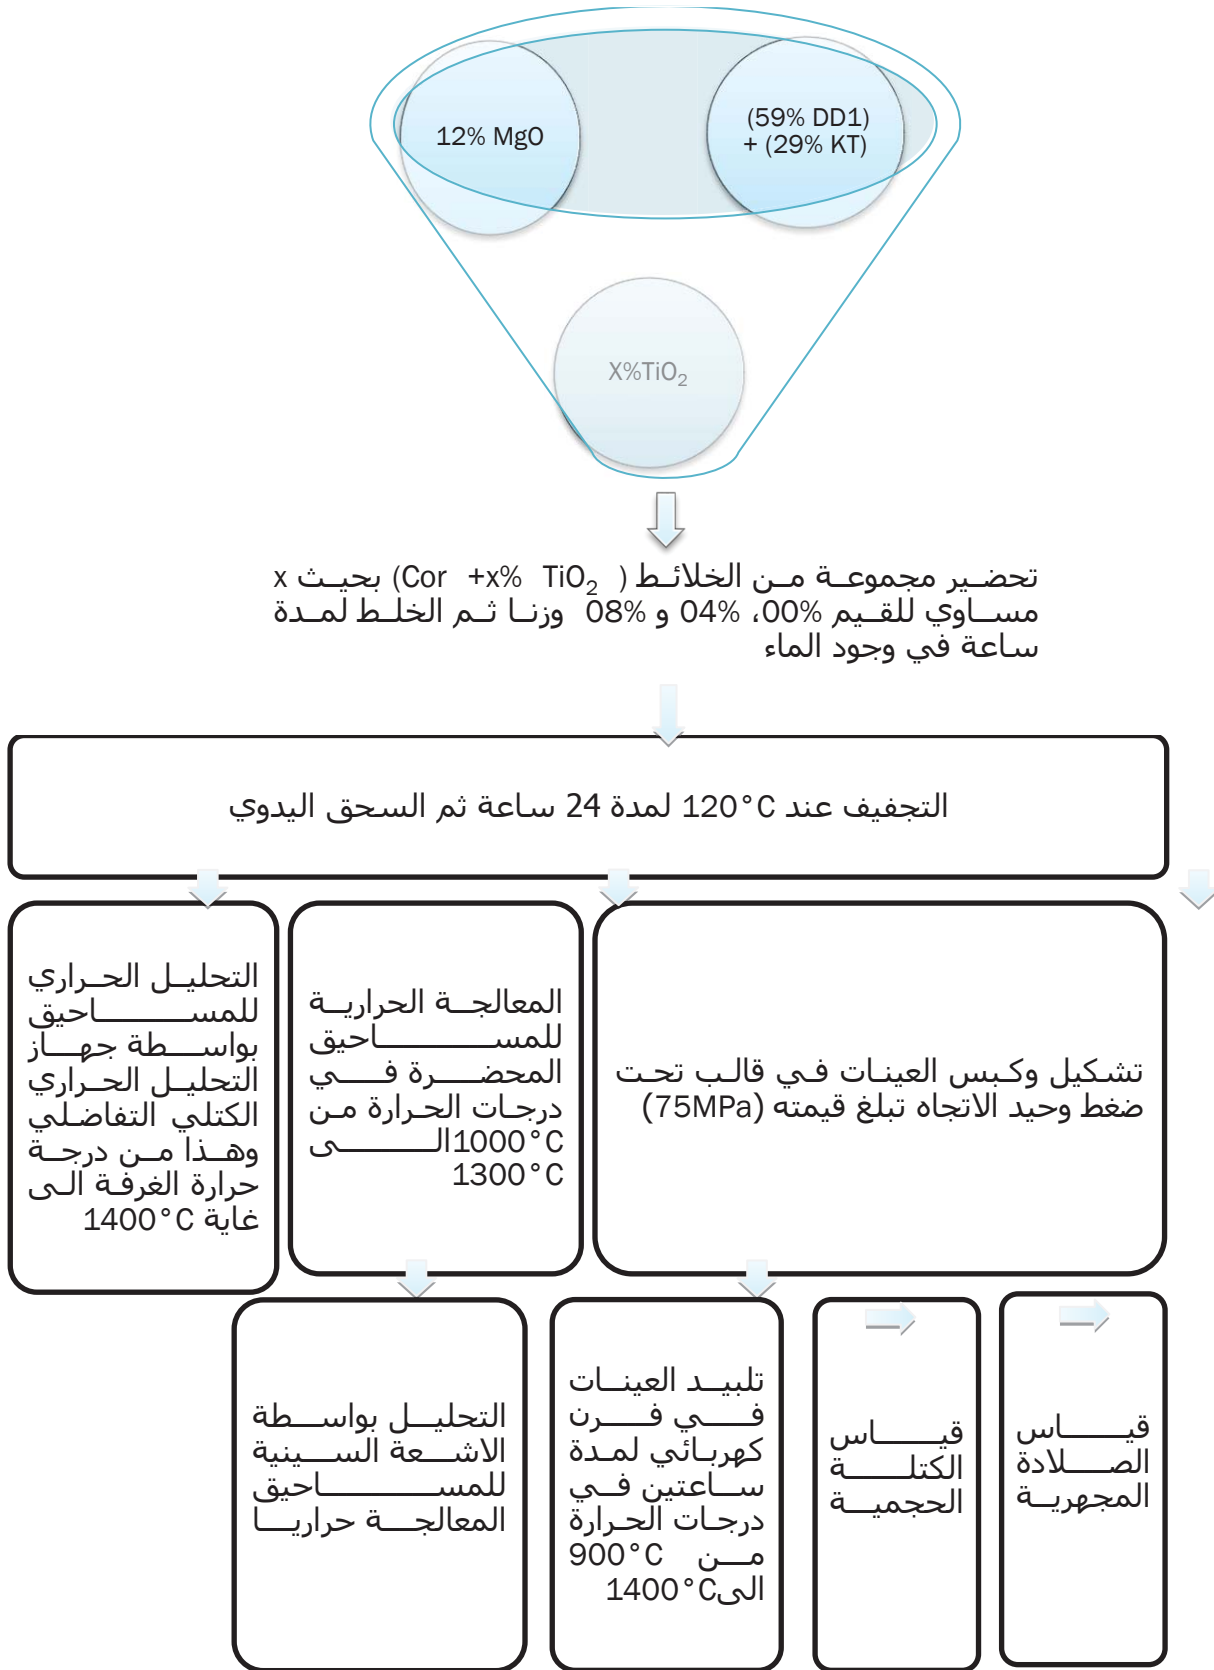 12% MgO
(59% DD1)
+ (29% KT)
X%TiO₂
تحضير مجموعة من الخلائط ( Cor +x% TiO₂) بحيث x
مساوي للقيم 00%، 04% و 08% وزنا ثم الخلط لمدة
ساعة في وجود الماء
التجفيف عند 120°C لمدة 24 ساعة ثم السحق اليدوي
التحليل الحراري
للمساحيق
بواسطة جهاز
التحليل الحراري
الكتلي التفاضلي
وهذا من درجة
حرارة الغرفة الى
غاية 1400°C
المعالجة الحرارية
للمساحيق
المحضرة في
درجات الحرارة من
1000°C الى
1300°C
تشكيل وكبس العينات في قالب تحت
ضغط وحيد الاتجاه تبلغ قيمته (75MPa)
التحليل بواسطة
الاشعة السينية
للمساحيق
المعالجة حراريا
تلبيد العينات
في فرن
كهربائي لمدة
ساعتين في
درجات الحرارة
من 900°C
الى1400°C
قياس
الكتلة
الحجمية
قياس
الصلادة
المجهرية